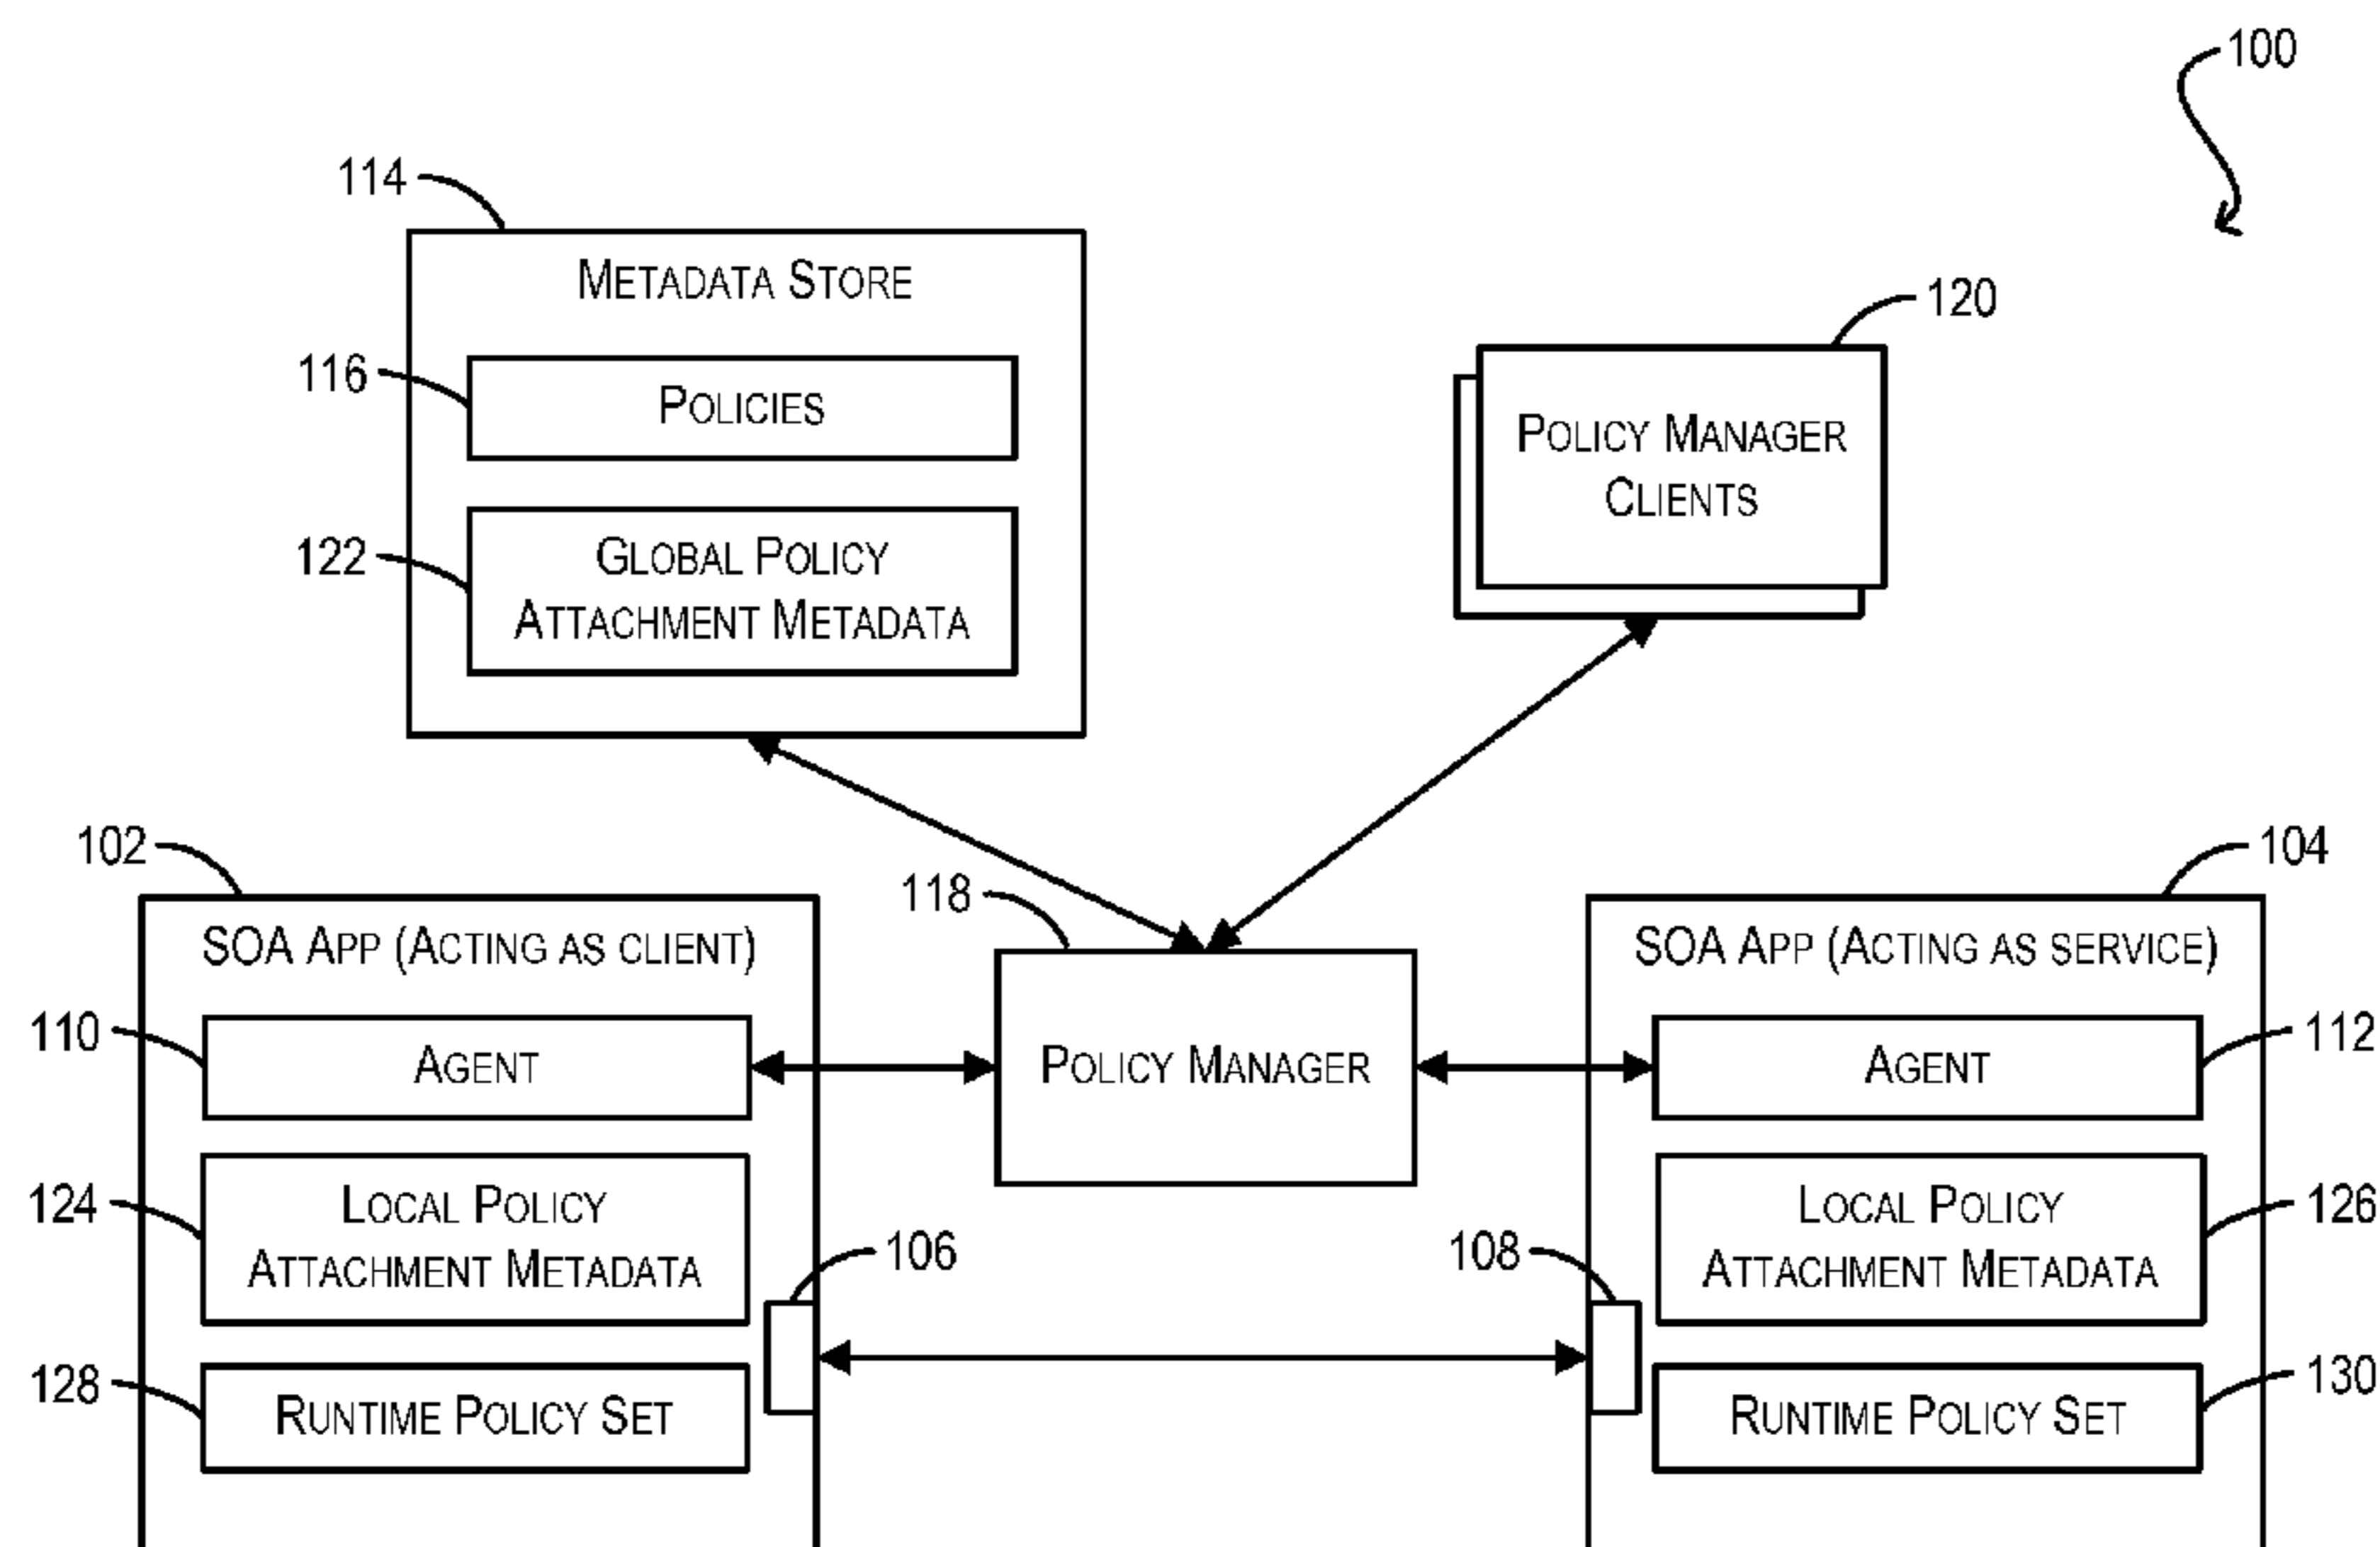 100
114
METADATA STORE
120
116
POLICIES
POLICY MANAGER
CLIENTS
122
GLOBAL POLICY
ATTACHMENT METADATA
102
118
104
SOA APP (ACTING AS CLIENT)
SOA APP (ACTING AS SERVICE)
110
AGENT
POLICY MANAGER
AGENT
112
124
LOCAL POLICY
ATTACHMENT METADATA
106
108
LOCAL POLICY
ATTACHMENT METADATA
126
128
RUNTIME POLICY SET
RUNTIME POLICY SET
130